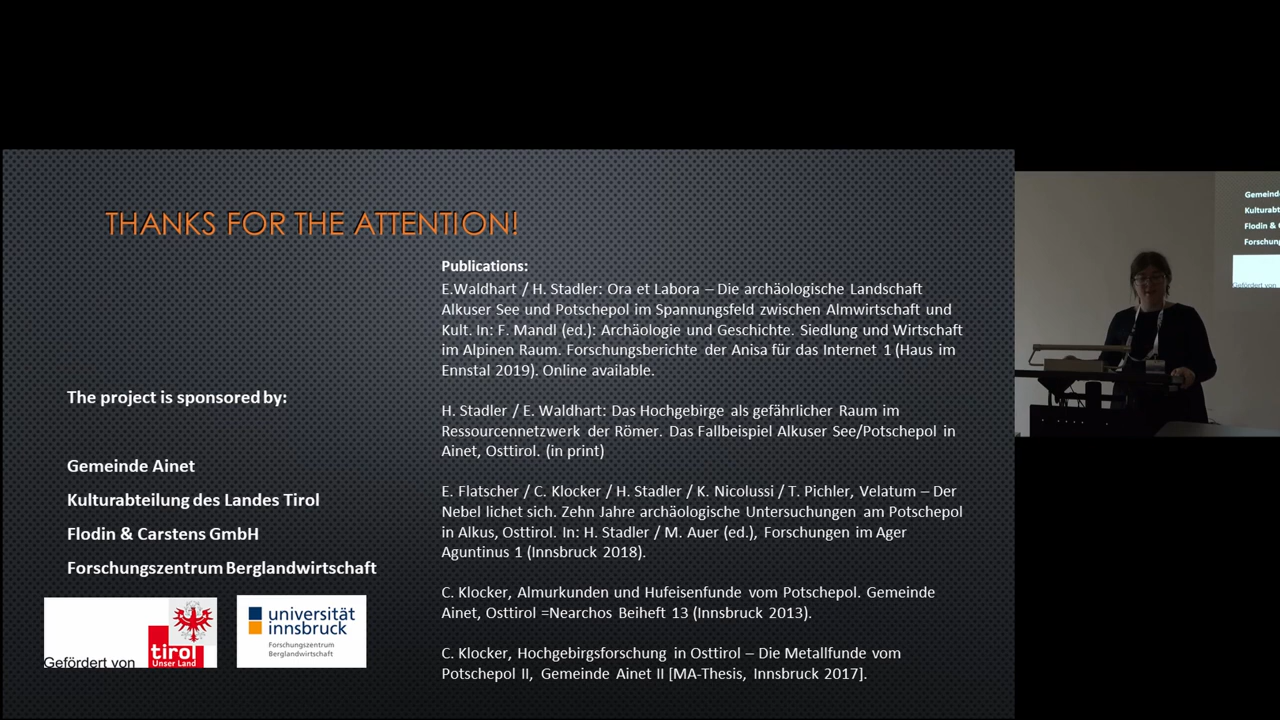 THANKS FOR THE ATTENTION!
Publications:
E.Waldhart / H. Stadler: Ora et Labora – Die archäologische Landschaft
Alkuser See und Potschepol im Spannungsfeld zwischen Almwirtschaft und
Kult. In: F. Mandl (ed.): Archäologie und Geschichte. Siedlung und Wirtschaft
im Alpinen Raum. Forschungsberichte der Anisa für das Internet 1 (Haus im
Ennstal 2019). Online available.
H. Stadler / E. Waldhart: Das Hochgebirge als gefährlicher Raum im
Ressourcennetzwerk der Römer. Das Fallbeispiel Alkuser See/Potschepol in
Ainet, Osttirol. (in print)
E. Flatscher / C. Klocker / H. Stadler / K. Nicolussi / T. Pichler, Velatum – Der
Nebel lichet sich. Zehn Jahre archäologische Untersuchungen am Potschepol
in Alkus, Osttirol. In: H. Stadler / M. Auer (ed.), Forschungen im Ager
Aguntinus 1 (Innsbruck 2018).
C. Klocker, Almurkunden und Hufeisenfunde vom Potschepol. Gemeinde
Ainet, Osttirol =Nearchos Beiheft 13 (Innsbruck 2013).
C. Klocker, Hochgebirgsforschung in Osttirol – Die Metallfunde vom
Potschepol II, Gemeinde Ainet II [MA-Thesis, Innsbruck 2017].
The project is sponsored by:
Gemeinde Ainet
Kulturabteilung des Landes Tirol
Flodin & Carstens GmbH
Forschungszentrum Berglandwirtschaft
Gefördert von
tirol
Unser Land
universität
innsbruck
Forschungszentrum
Berglandwirtschaft
Gemeinde
Kulturabt
Flodin &
Forschung
Gefördert von